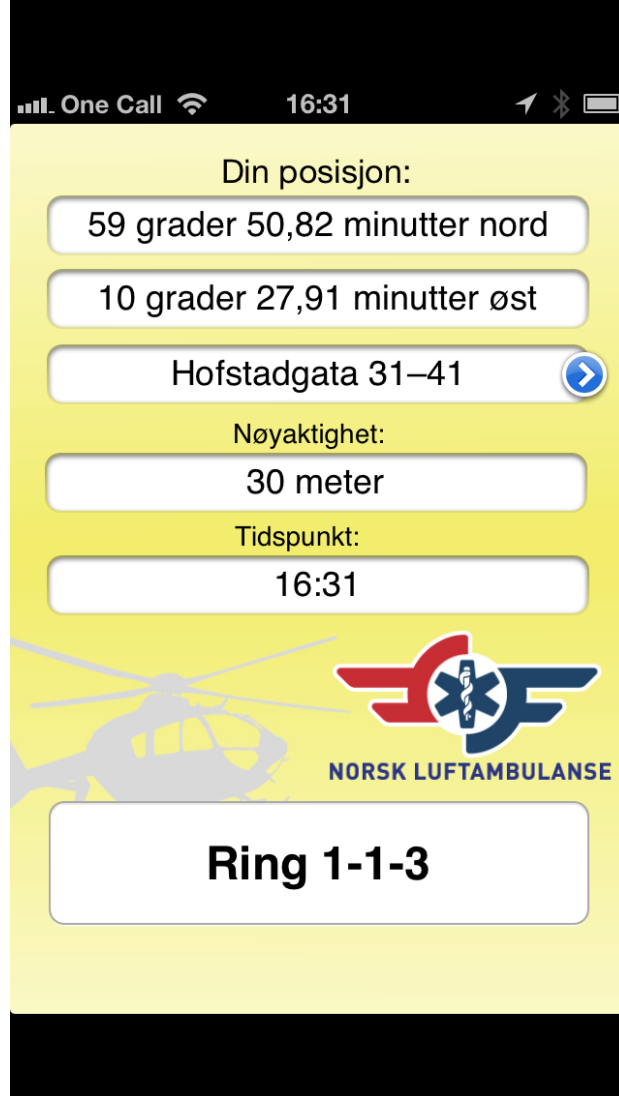 One Call 16:31
Din posisjon:
59 grader 50,82 minutter nord
10 grader 27,91 minutter øst
Hofstadgata 31–41
Nøyaktighet:
30 meter
Tidspunkt:
16:31
NORSK LUFTAMBULANSE
Ring 1-1-3